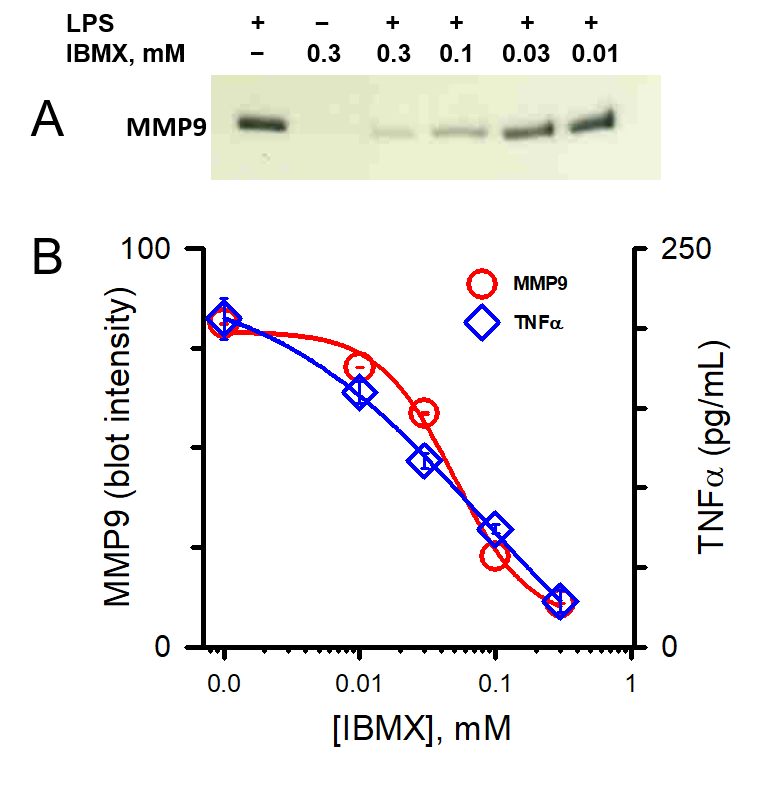 LPS + – + + + +
IBMX, mM – 0.3 0.3 0.1 0.03 0.01
A
MMP9
B
100
250
MMP9
TNFα
MMP9 (blot intensity)
TNFα (pg/mL)
0
0
0.0 0.01 0.1 1
[IBMX], mM